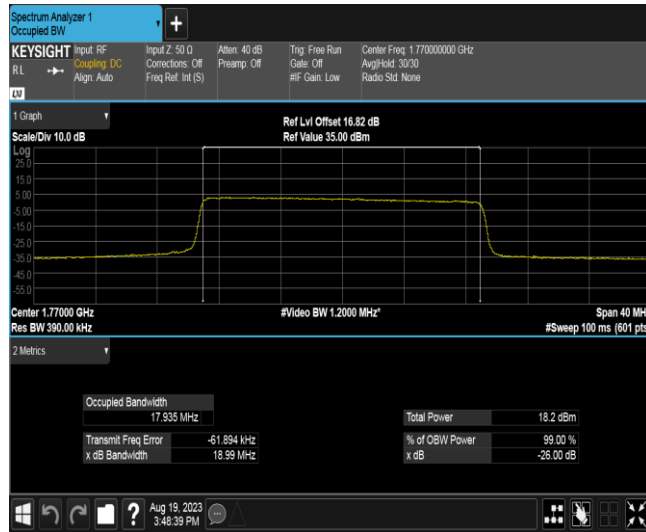 Spectrum Analyzer 1
Occupied BW
+
KEYSIGHT Input: RF Input Z: 50 Ω Atten: 40 dB Trig: Free Run Center Freq: 1.770000000 GHz
RL Coupling: DC Corrections: Off Preamp: Off Gate: Off Avg|Hold: 30/30
Align: Auto Freq Ref: Int (S) #IF Gain: Low Radio Std: None
LXI
1 Graph
Ref Lvl Offset 16.82 dB
Scale/Div 10.0 dB Ref Value 35.00 dBm
Log
25.0
15.0
5.00
-5.00
-15.0
-25.0
-35.0
-45.0
-55.0
Center 1.77000 GHz #Video BW 1.2000 MHz* Span 40 MH
Res BW 390.00 kHz #Sweep 100 ms (601 pts
2 Metrics
Occupied Bandwidth
17.935 MHz Total Power 18.2 dBm
Transmit Freq Error -61.894 kHz % of OBW Power 99.00 %
x dB Bandwidth 18.99 MHz x dB -26.00 dB
? Aug 19, 2023
3:48:39 PM